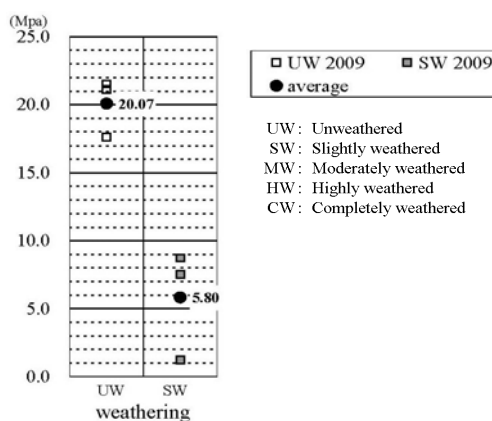 (Mpa)
25.0
20.0
15.0
10.0
5.0
0.0
20.07
5.80
UW SW
weathering
UW 2009 SW 2009
average
UW: Unweathered
SW: Slightly weathered
MW: Moderately weathered
HW: Highly weathered
CW: Completely weathered